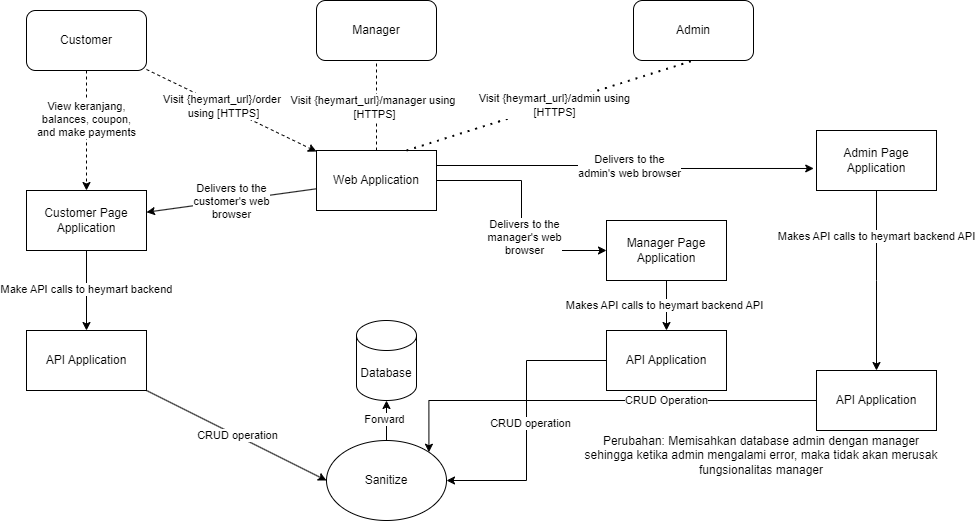 Customer
Manager
Admin
View keranjang,
balances, coupon,
and make payments
Visit {heymart_url}/order
using [HTTPS]
Visit {heymart_url}/manager using
[HTTPS]
Visit {heymart_url}/admin using
[HTTPS]
Web Application
Delivers to the
admin's web browser
Admin Page
Application
Delivers to the
customer's web
browser
Customer Page
Application
Delivers to the
manager's web
browser
Manager Page
Application
Makes API calls to heymart backend API
Make API calls to heymart backend
Makes API calls to heymart backend API
API Application
Database
API Application
API Application
Forward
CRUD operation
CRUD operation
CRUD Operation
Sanitize
Perubahan: Memisahkan database admin dengan manager
sehingga ketika admin mengalami error, maka tidak akan merusak
fungsionalitas manager